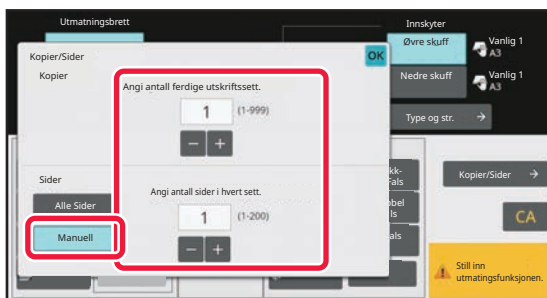 Utmatningsbrett
Innskyter
Øvre skuff
Vanlig 1
A3
Kopier/Sider
OK
Kopier
Angi antall ferdige utskriftssett.
1 (1-999)
− +
Nedre skuff
Vanlig 1
A3
Type og str. →
Sider
Alle Sider
Manuell
Angi antall sider i hvert sett.
1 (1-200)
− +
Kopier/Sider →
CA
Still inn
utmatingsfunksjonen.